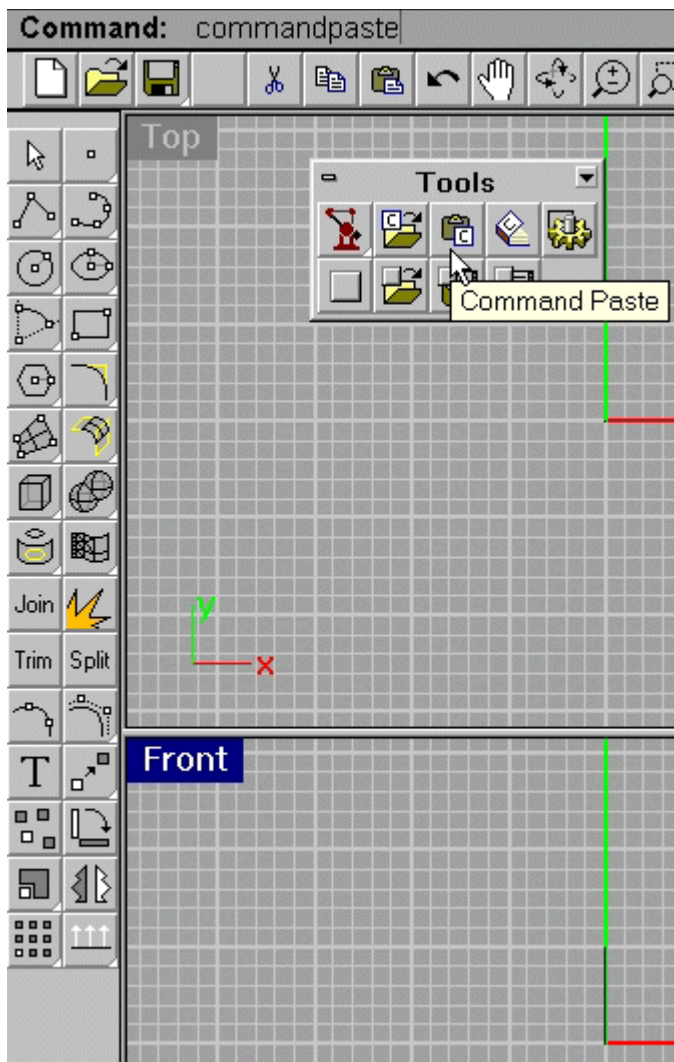 Command: commandpaste
Top
Tools
Command Paste
Join
Trim Split
y
x
Front
T